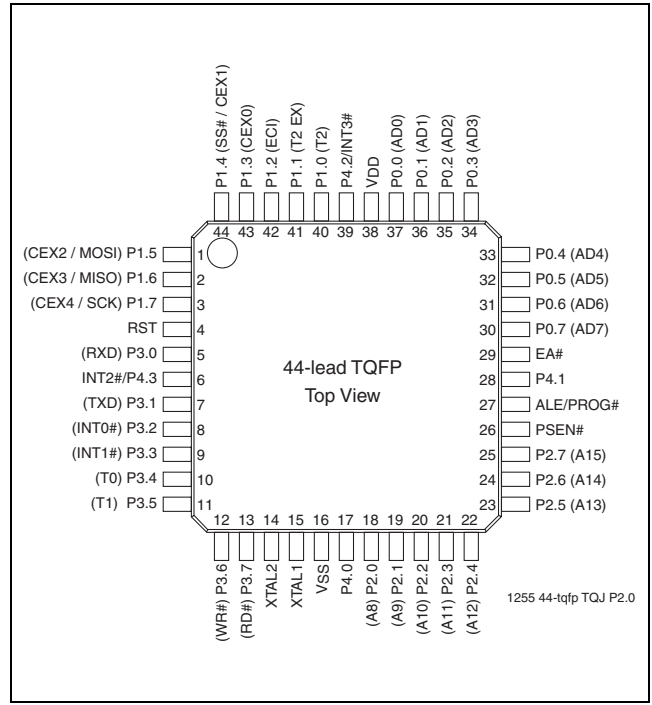 P1.4 (SS# / CEX1)
P1.3 (CEX0)
P1.2 (ECI)
P1.1 (T2 EX)
P1.0 (T2)
P4.2/INT3#
VDD
P0.0 (AD0)
P0.1 (AD1)
P0.2 (AD2)
P0.3 (AD3)
44 43 42 41 40 39 38 37 36 35 34
(CEX2 / MOSI) P1.5 1
(CEX3 / MISO) P1.6 2
(CEX4 / SCK) P1.7 3
RST 4
(RXD) P3.0 5
INT2#/P4.3 6
(TXD) P3.1 7
(INT0#) P3.2 8
(INT1#) P3.3 9
(T0) P3.4 10
(T1) P3.5 11
44-lead TQFP
Top View
33 P0.4 (AD4)
32 P0.5 (AD5)
31 P0.6 (AD6)
30 P0.7 (AD7)
29 EA#
28 P4.1
27 ALE/PROG#
26 PSEN#
25 P2.7 (A15)
24 P2.6 (A14)
23 P2.5 (A13)
12 13 14 15 16 17 18 19 20 21 22
(WR#) P3.6
(RD#) P3.7
XTAL2
XTAL1
VSS
P4.0
(A8) P2.0
(A9) P2.1
(A10) P2.2
(A11) P2.3
(A12) P2.4
1255 44-tqfp TQJ P2.0